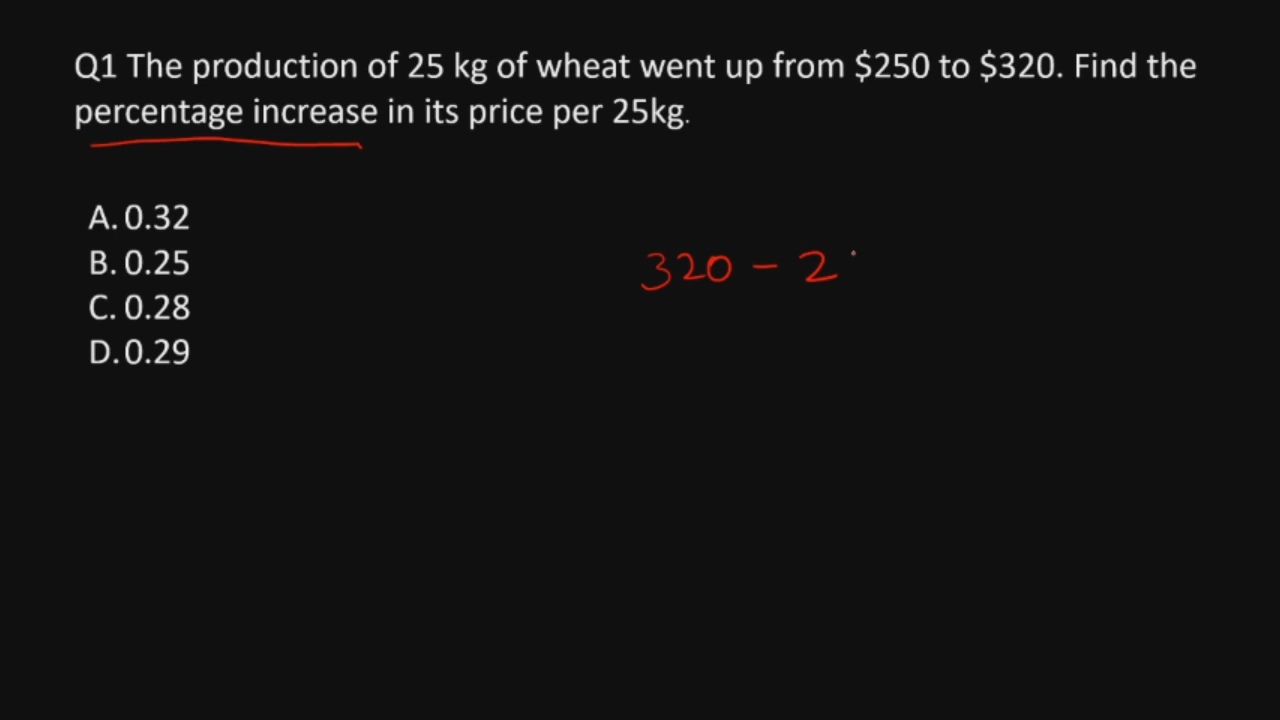 Q1 The production of 25 kg of wheat went up from $250 to $320. Find the
percentage increase in its price per 25kg.
A. 0.32
B. 0.25
C. 0.28
D. 0.29
320 - 2